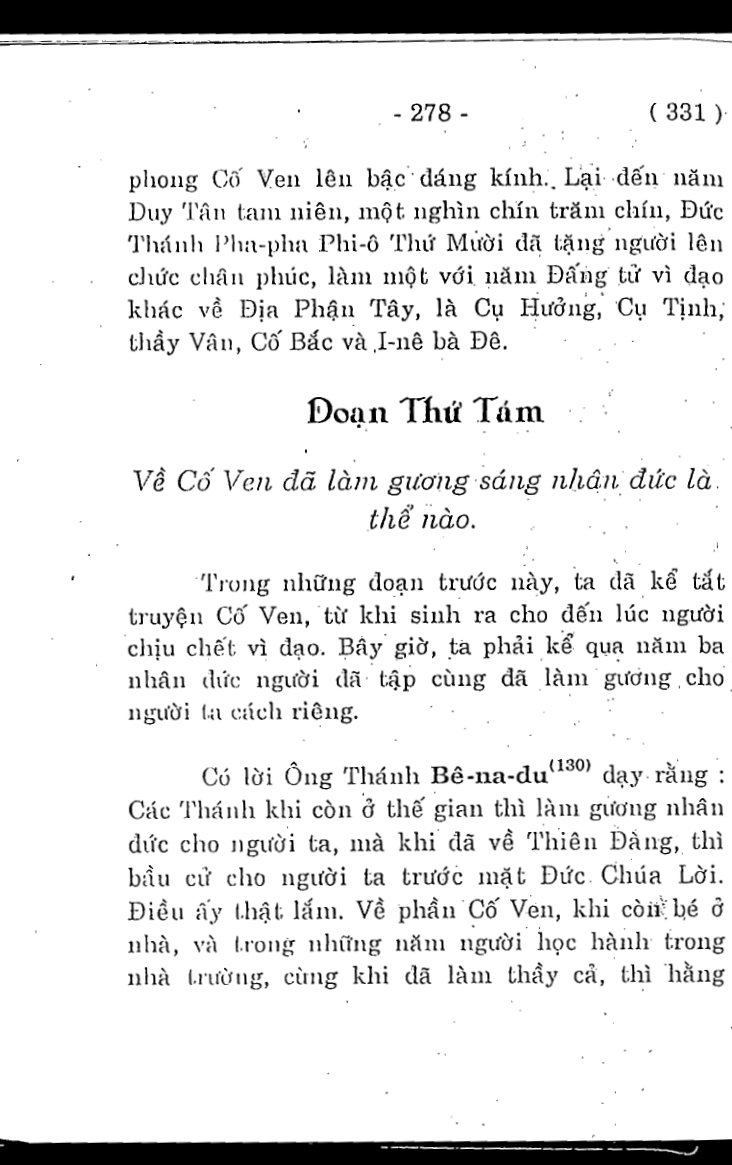 - 278 - ( 331 )
phong Cố Ven lên bậc đáng kính. Lại đến năm
Duy Tân tam niên, một nghìn chín trăm chín, Đức
Thánh Pha-pha Phi-ô Thứ Mười đã tặng người lên
chức chân phúc, làm một với năm Đấng tử vì đạo
khác về Địa Phận Tây, là Cụ Hưởng, Cụ Tịnh,
thầy Vân, Cố Bắc và I-nê bà Đê.
Đoạn Thứ Tám
Về Cố Ven đã làm gương sáng nhân đức là
thể nào.
Trong những đoạn trước này, ta đã kể tắt
truyện Cố Ven, từ khi sinh ra cho đến lúc người
chịu chết vì đạo. Bây giờ, ta phải kể qua năm ba
nhân đức người đã tập cùng đã làm gương cho
người ta cách riêng.
Có lời Ông Thánh Bê-na-du(130) dạy rằng :
Các Thánh khi còn ở thế gian thì làm gương nhân
đức cho người ta, mà khi đã về Thiên Đàng, thì
bầu cử cho người ta trước mặt Đức Chúa Lời.
Điều ấy thật lắm. Về phần Cố Ven, khi còn bé ở
nhà, và trong những năm người học hành trong
nhà trường, cùng khi đã làm thầy cả, thì hằng